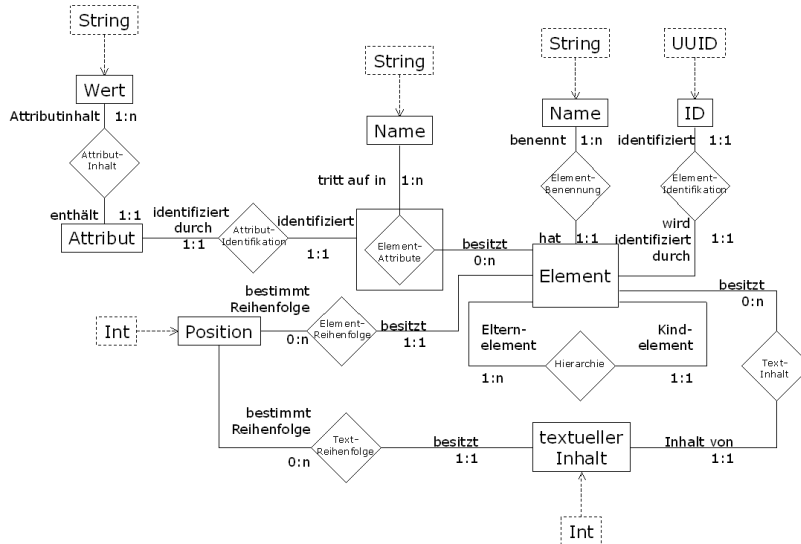 String
Wert
Attributinhalt 1:n
Attribut-
Inhalt
enthält 1:1
Attribut
identifiziert
durch
1:1
Attribut-
Identifikation
identifiziert
1:1
String
Name
tritt auf in 1:n
Element-
Attribute
besitzt
0:n
String
Name
benennt 1:n
Element-
Benennung
hat 1:1
UUID
ID
identifiziert 1:1
Element-
Identifikation
wird
identifiziert
durch
1:1
Element
besitzt
0:n
Text-
Inhalt
Inhalt von
1:1
Eltern-
element
1:n
Hierarchie
Kind-
element
1:1
Int
Position
bestimmt
Reihenfolge
0:n
Element-
Reihenfolge
besitzt
1:1
bestimmt
Reihenfolge
0:n
Text-
Reihenfolge
besitzt
1:1
textueller
Inhalt
Int